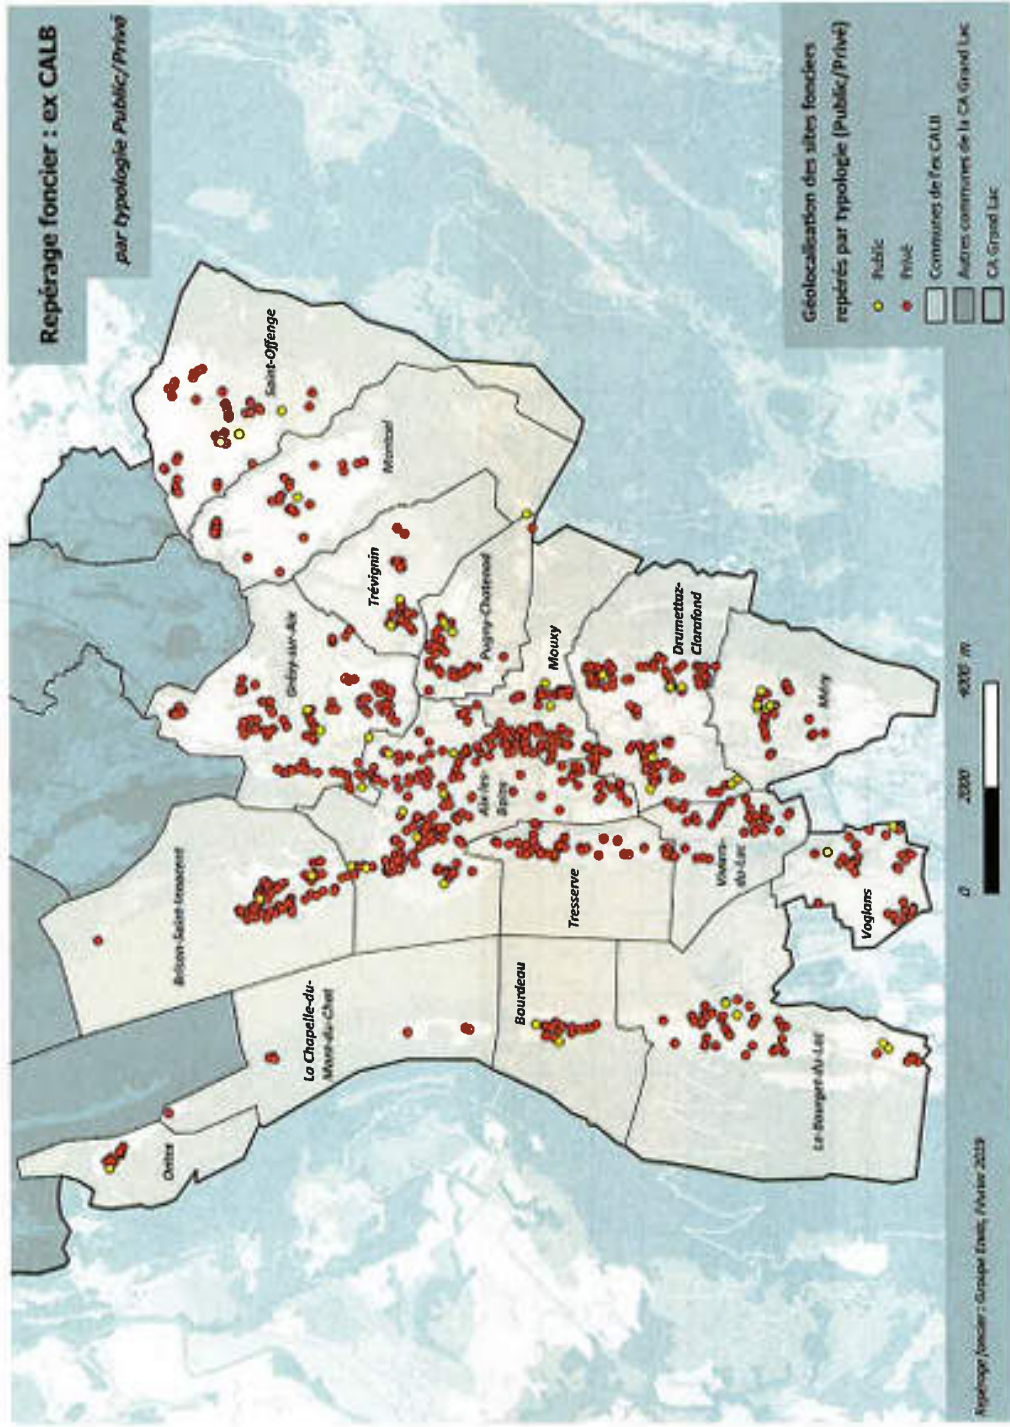 Repérage foncier : ex CALB
par typologie Public/Privé
Saint-Offenge
Montcel
Trévignin
Pugny-Chatenod
Grésy-sur-Aix
Mouxy
Drumettaz-
Clarafond
Méry
Aix-les-
Bains
Brison-Saint-Innocent
Tresserve
Viviers-
du-Lac
Voglans
La Chapelle-du-
Mont-du-Chat
Bourdeau
Le-Bourget-du-Lac
Ontex
Géolocalisation des sites fonciers
repérés par typologie (Public/Privé)
Public
Privé
Communes de l'ex CALB
Autres communes de la CA Grand Lac
CA Grand Lac
0 2000 4000 m
Repérage foncier : Groupe Enos, Février 2019